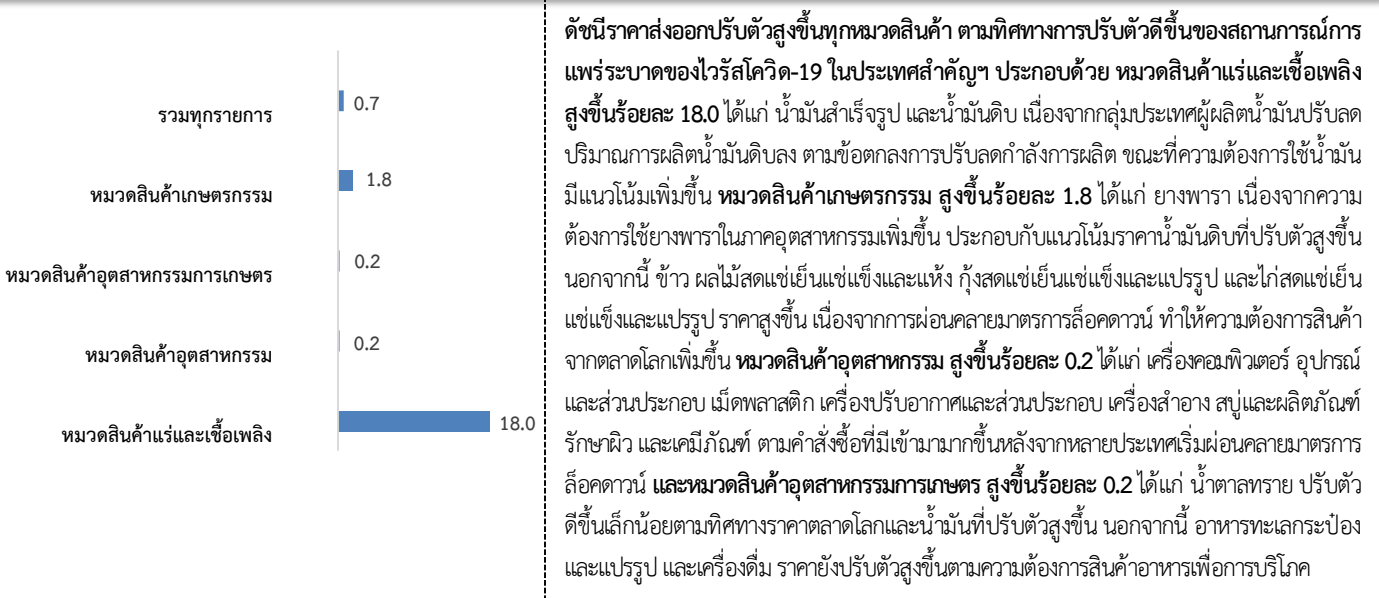 รวมทุกรายการ
0.7
หมวดสินค้าเกษตรกรรม
1.8
หมวดสินค้าอุตสาหกรรมการเกษตร
0.2
หมวดสินค้าอุตสาหกรรม
0.2
หมวดสินค้าแร่และเชื้อเพลิง
18.0
ดัชนีราคาส่งออกปรับตัวสูงขึ้นทุกหมวดสินค้า ตามทิศทางการปรับตัวดีขึ้นของสถานการณ์การ
แพร่ระบาดของไวรัสโควิด-19 ในประเทศสำคัญฯ ประกอบด้วย หมวดสินค้าแร่และเชื้อเพลิง
สูงขึ้นร้อยละ 18.0 ได้แก่ น้ำมันสำเร็จรูป และน้ำมันดิบ เนื่องจากกลุ่มประเทศผู้ผลิตน้ำมันปรับลด
ปริมาณการผลิตน้ำมันดิบลง ตามข้อตกลงการปรับลดกำลังการผลิต ขณะที่ความต้องการใช้น้ำมัน
มีแนวโน้มเพิ่มขึ้น หมวดสินค้าเกษตรกรรม สูงขึ้นร้อยละ 1.8 ได้แก่ ยางพารา เนื่องจากความ
ต้องการใช้ยางพาราในภาคอุตสาหกรรมเพิ่มขึ้น ประกอบกับแนวโน้มราคาน้ำมันดิบที่ปรับตัวสูงขึ้น
นอกจากนี้ ข้าว ผลไม้สดแช่เย็นแช่แข็งและแห้ง กุ้งสดแช่เย็นแช่แข็งและแปรรูป และไก่สดแช่เย็น
แช่แข็งและแปรรูป ราคาสูงขึ้น เนื่องจากการผ่อนคลายมาตรการล็อคดาวน์ ทำให้ความต้องการสินค้า
จากตลาดโลกเพิ่มขึ้น หมวดสินค้าอุตสาหกรรม สูงขึ้นร้อยละ 0.2 ได้แก่ เครื่องคอมพิวเตอร์ อุปกรณ์
และส่วนประกอบ เม็ดพลาสติก เครื่องปรับอากาศและส่วนประกอบ เครื่องสำอาง สบู่และผลิตภัณฑ์
รักษาผิว และเคมีภัณฑ์ ตามคำสั่งซื้อที่มีเข้ามามากขึ้นหลังจากหลายประเทศเริ่มผ่อนคลายมาตรการ
ล็อคดาวน์ และหมวดสินค้าอุตสาหกรรมการเกษตร สูงขึ้นร้อยละ 0.2 ได้แก่ น้ำตาลทราย ปรับตัว
ดีขึ้นเล็กน้อยตามทิศทางราคาตลาดโลกและน้ำมันที่ปรับตัวสูงขึ้น นอกจากนี้ อาหารทะเลกระป๋อง
และแปรรูป และเครื่องดื่ม ราคายังปรับตัวสูงขึ้นตามความต้องการสินค้าอาหารเพื่อการบริโภค